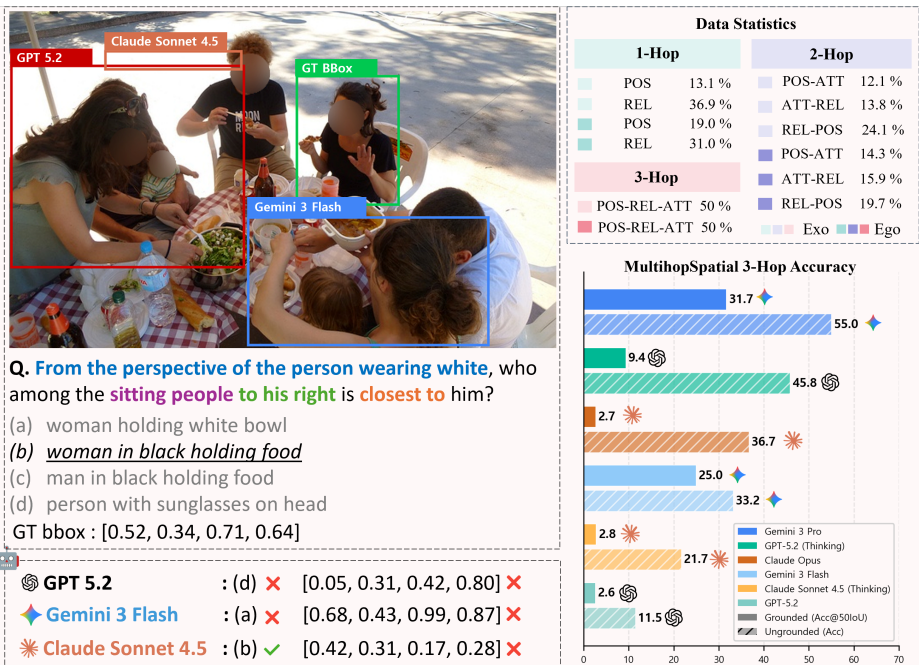 Claude Sonnet 4.5
GPT 5.2
GT BBox
MOON
Gemini 3 Flash
Q. From the perspective of the person wearing white, who
among the sitting people to his right is closest to him?
(a) woman holding white bowl
(b) woman in black holding food
(c) man in black holding food
(d) person with sunglasses on head
GT bbox : [0.52, 0.34, 0.71, 0.64]
GPT 5.2 : (d) ❌ [0.05, 0.31, 0.42, 0.80] ❌
Gemini 3 Flash : (a) ❌ [0.68, 0.43, 0.99, 0.87] ❌
Claude Sonnet 4.5 : (b) ✓ [0.42, 0.31, 0.17, 0.28] ❌
Data Statistics
1-Hop
POS 13.1 %
REL 36.9 %
POS 19.0 %
REL 31.0 %
3-Hop
POS-REL-ATT 50 %
POS-REL-ATT 50 %
2-Hop
POS-ATT 12.1 %
ATT-REL 13.8 %
REL-POS 24.1 %
POS-ATT 14.3 %
ATT-REL 15.9 %
REL-POS 19.7 %
Exo Ego
MultihopSpatial 3-Hop Accuracy
31.7
55.0
9.4
45.8
2.7
36.7
25.0
33.2
2.8
21.7
2.6
11.5
Gemini 3 Pro
GPT-5.2 (Thinking)
Claude Opus
Gemini 3 Flash
Claude Sonnet 4.5 (Thinking)
GPT-5.2
Grounded (Acc@50IoU)
Ungrounded (Acc)
0 10 20 30 40 50 60 70